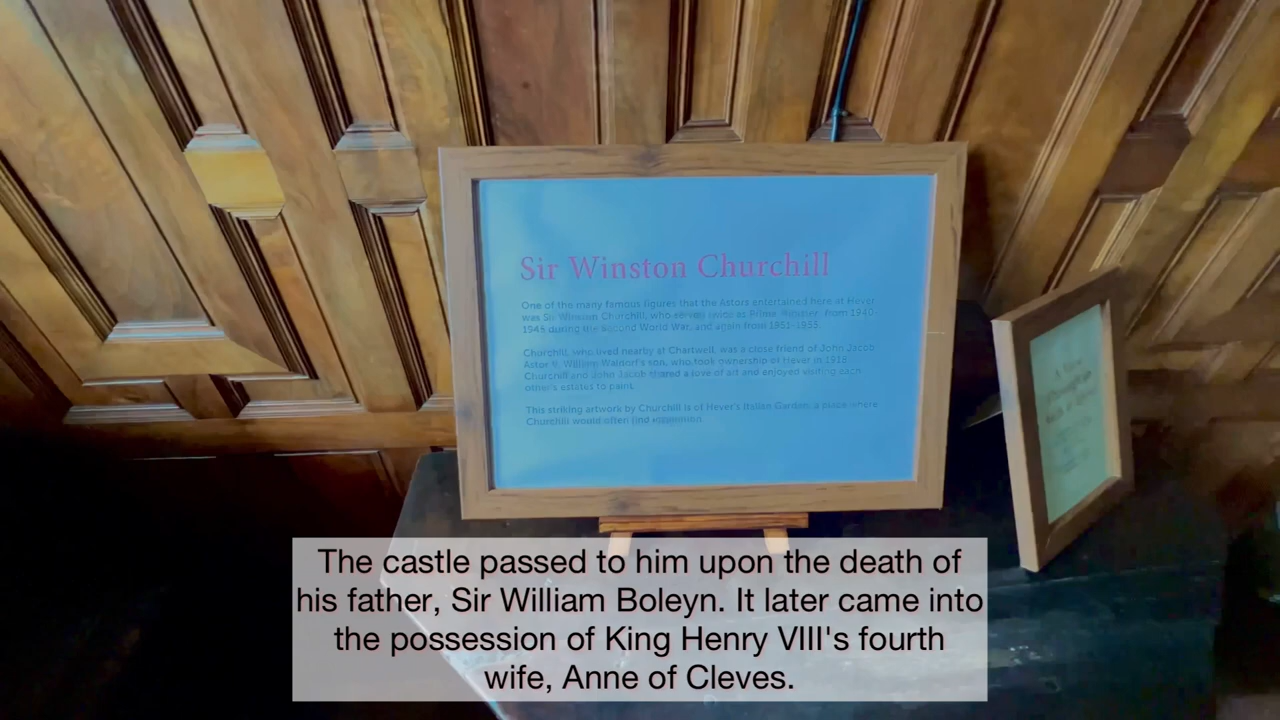 Sir Winston Churchill
One of the many famous figures that the Astors entertained here at Hever
was Sir Winston Churchill, who served twice as Prime Minister, from 1940-
1945 during the Second World War, and again from 1951-1955.
Churchill, who lived nearby at Chartwell, was a close friend of John Jacob
Astor V, William Waldorf's son, who took ownership of Hever in 1918.
Churchill and John Jacob shared a love of art and enjoyed visiting each
other's estates to paint.
This striking artwork by Churchill is of Hever's Italian Garden, a place where
Churchill would often find inspiration.
The castle passed to him upon the death of
his father, Sir William Boleyn. It later came into
the possession of King Henry VIII's fourth
wife, Anne of Cleves.